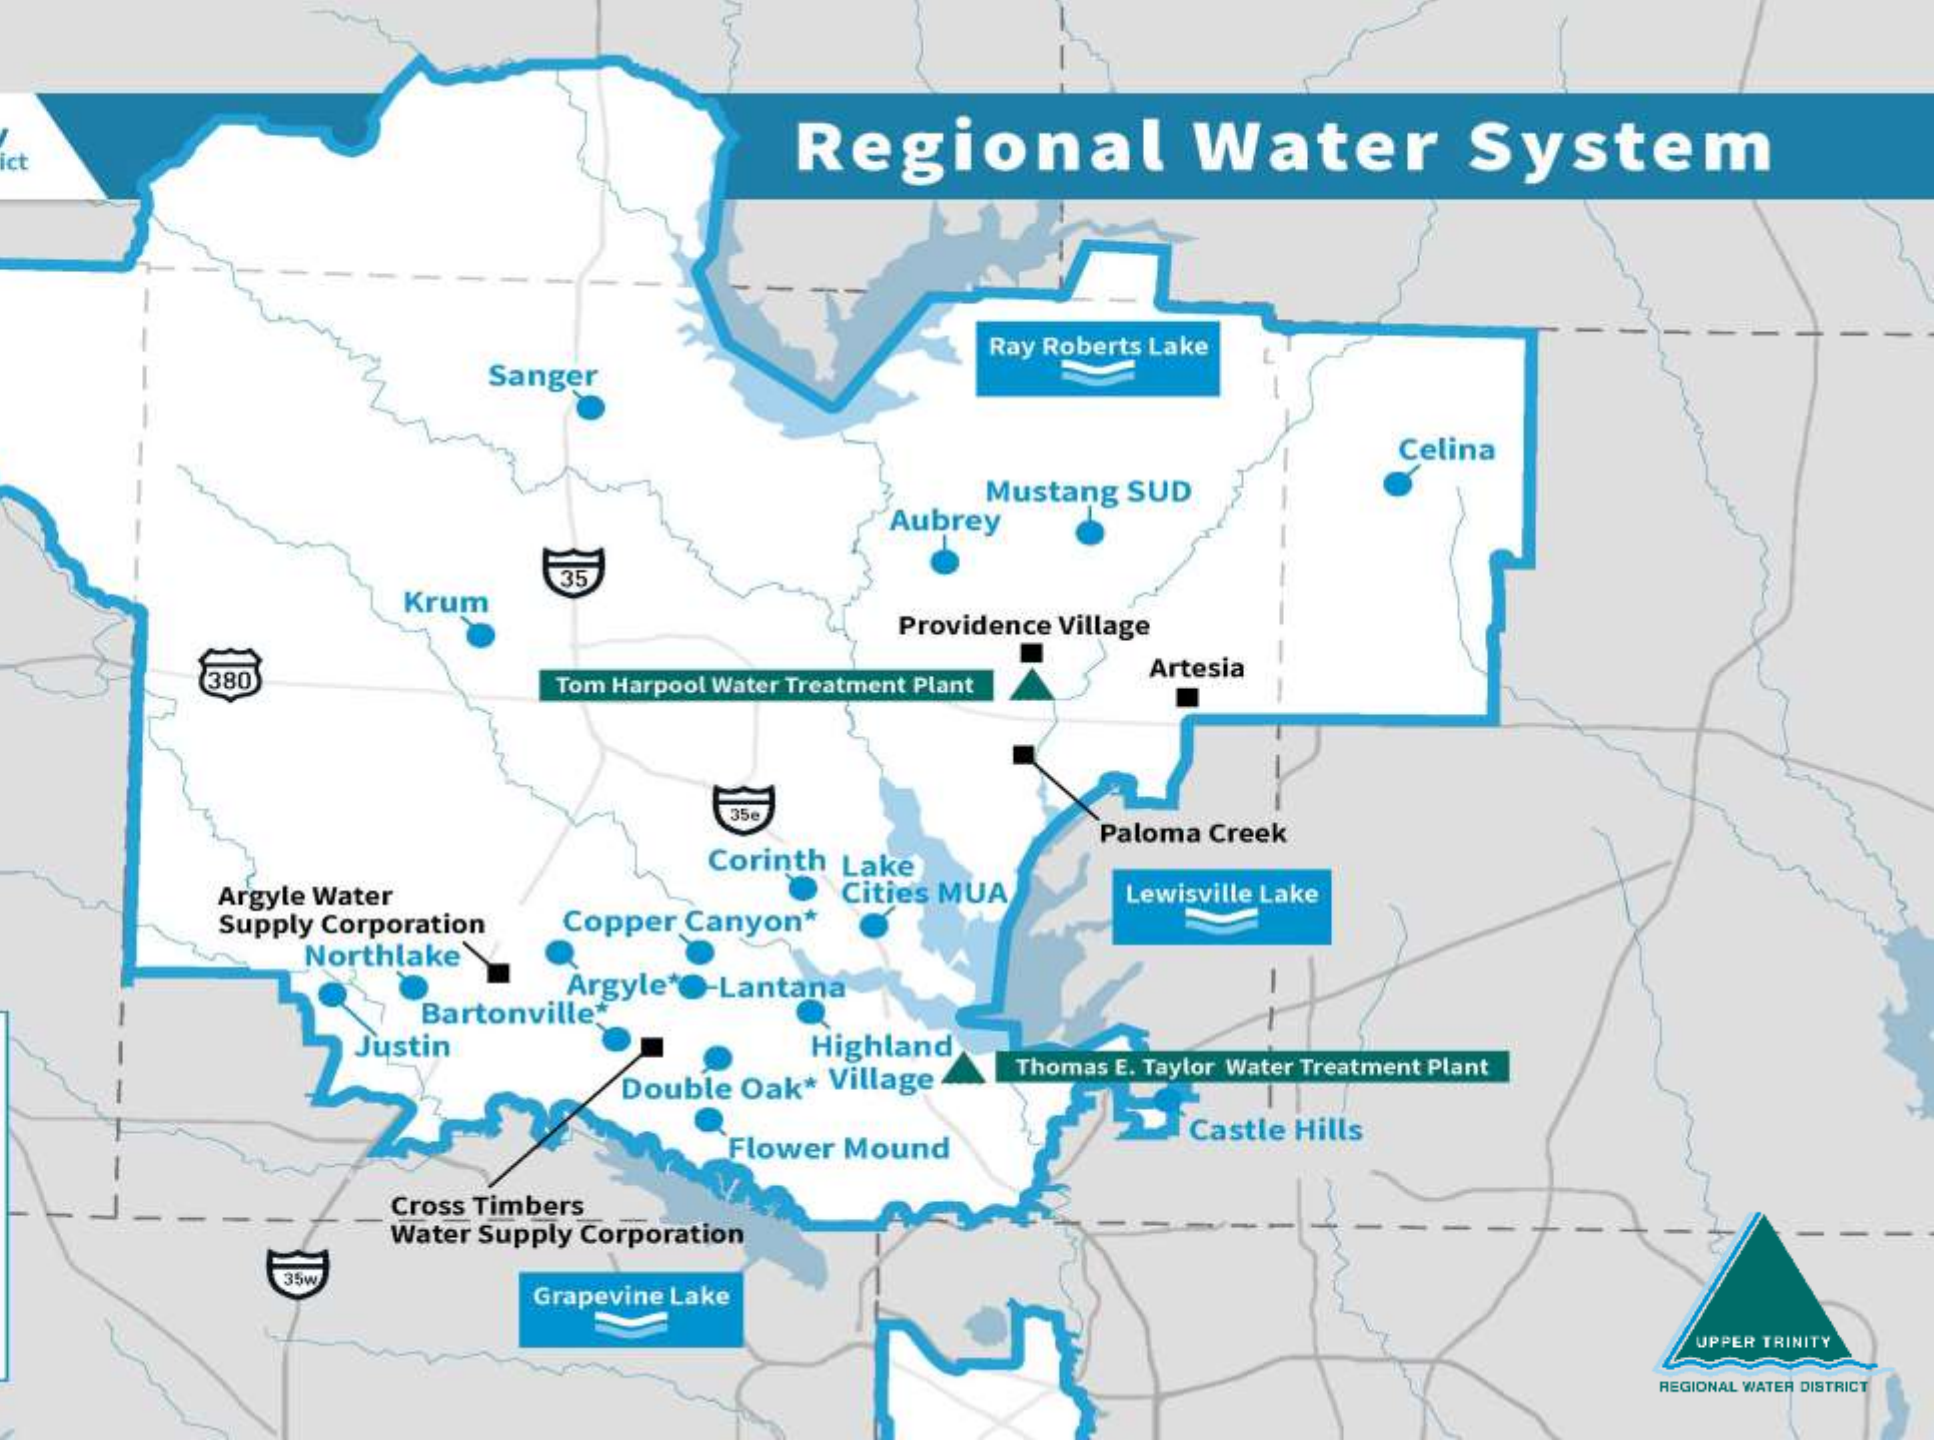 ict
Regional Water System
Ray Roberts Lake
Sanger
Celina
Mustang SUD
Aubrey
35
Krum
Providence Village
380
Tom Harpool Water Treatment Plant
Artesia
35e
Paloma Creek
Corinth
Lake
Cities MUA
Argyle Water
Supply Corporation
Lewisville Lake
Copper Canyon*
Northlake
Argyle*
Lantana
Bartonville*
Justin
Highland
Village
Thomas E. Taylor Water Treatment Plant
Double Oak*
Castle Hills
Flower Mound
Cross Timbers
Water Supply Corporation
35w
Grapevine Lake
UPPER TRINITY
REGIONAL WATER DISTRICT